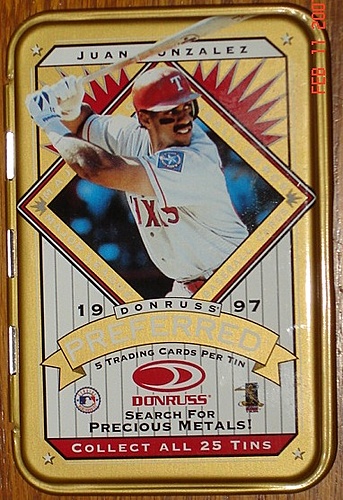 JUAN GONZALEZ
T
19 DONRUSS 97
PREFERRED
5 TRADING CARDS PER TIN
DONRUSS
SEARCH FOR
PRECIOUS METALS!
COLLECT ALL 25 TINS